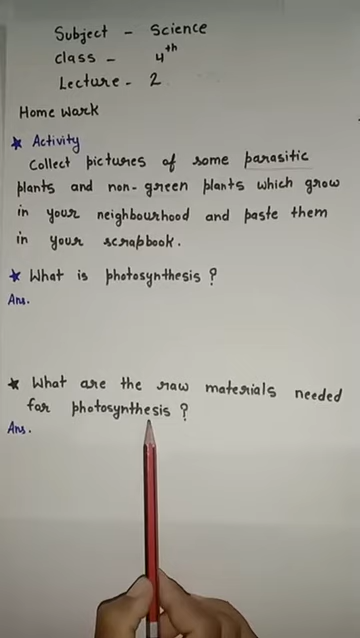 Subject - Science
Class - 4th
Lecture - 2
Home Work
* Activity
Collect pictures of some parasitic
plants and non-green plants which grow
in your neighbourhood and paste them
in your scrapbook.
* What is photosynthesis ?
Ans.
* What are the raw materials needed
for photosynthesis ?
Ans.